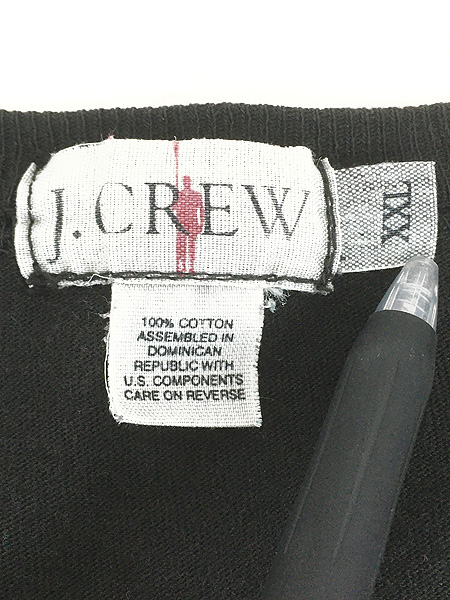 J.CREW
XXL
100% COTTON
ASSEMBLED IN
DOMINICAN
REPUBLIC WITH
U.S. COMPONENTS
CARE ON REVERSE